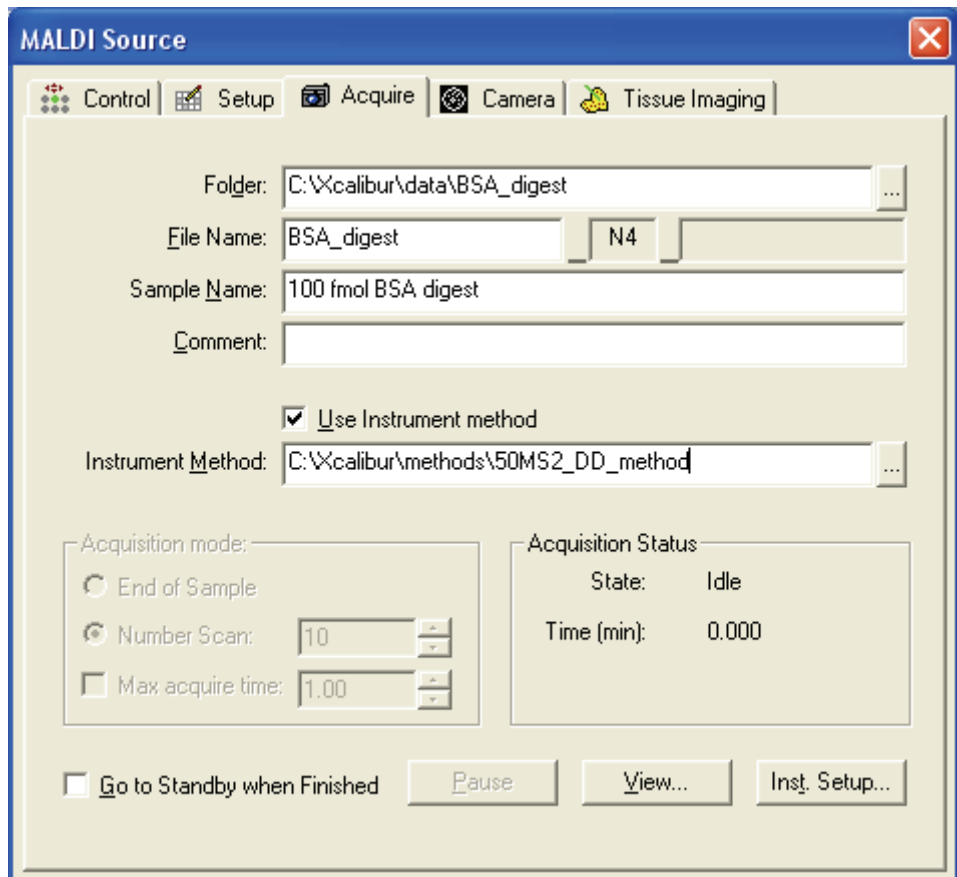 MALDI Source
Control Setup Acquire Camera Tissue Imaging
Folder: C:\Xcalibur\data\BSA_digest ...
File Name: BSA_digest _ N4 _
Sample Name: 100 fmol BSA digest
Comment:
Use Instrument method
Instrument Method: C:\Xcalibur\methods\50MS2_DD_method ...
Acquisition mode: Acquisition Status
End of Sample State: Idle
Number Scan: 10 Time (min): 0.000
Max acquire time: 1.00
Go to Standby when Finished Pause View... Inst. Setup...